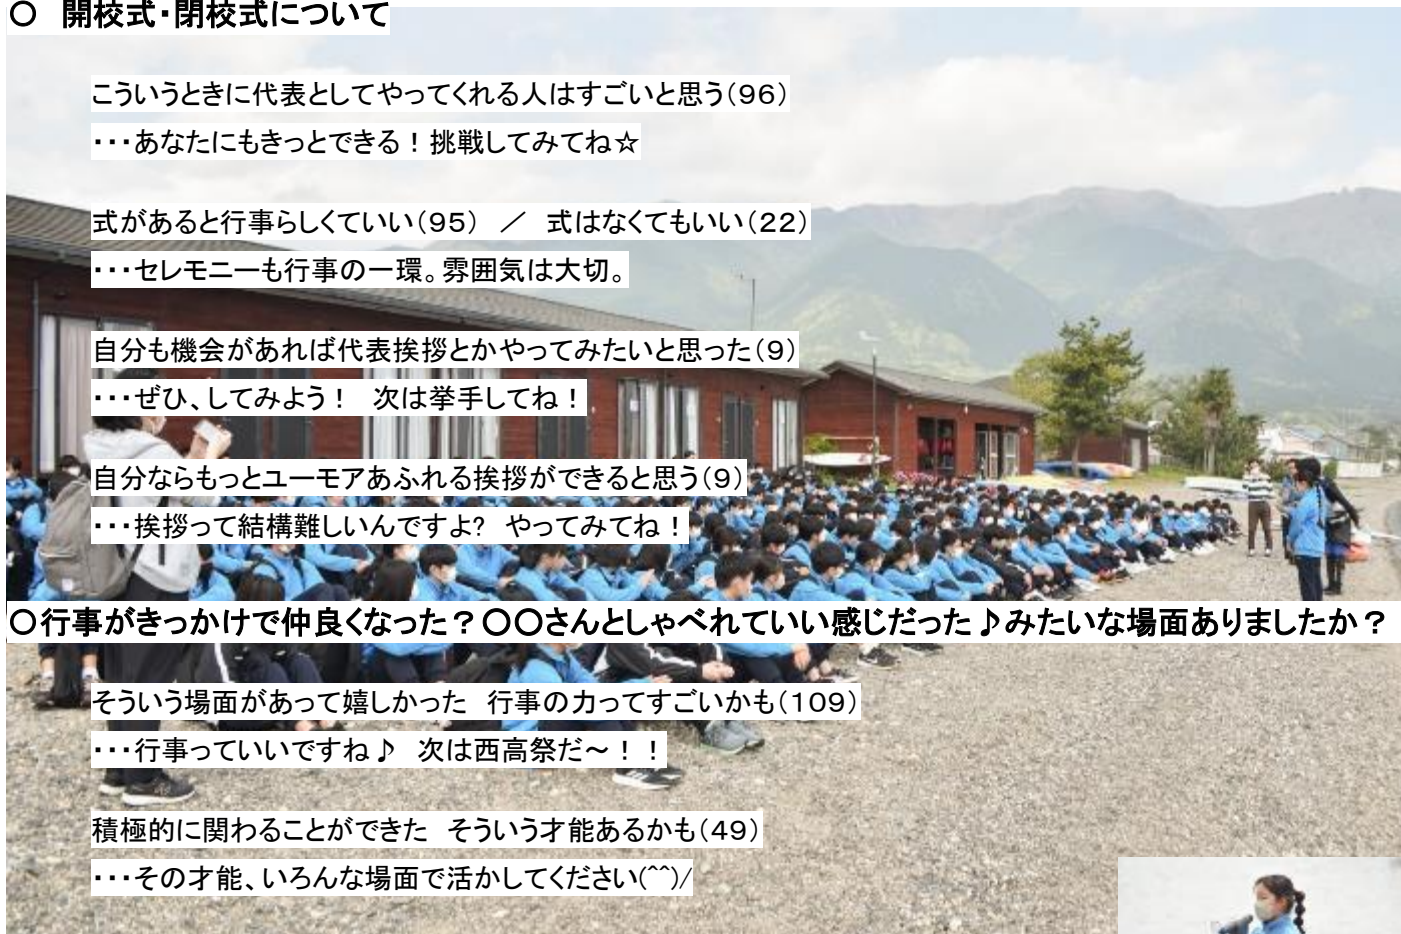 ○　開校式・閉校式について
こういうときに代表としてやってくれる人はすごいと思う（９６）
・・・あなたにもきっとできる！挑戦してみてね☆
式があると行事らしくていい（９５）　／　式はなくてもいい（２２）
・・・セレモニーも行事の一環。雰囲気は大切。
自分も機会があれば代表挨拶とかやってみたいと思った（９）
・・・ぜひ、してみよう！　次は挙手してね！
自分ならもっとユーモアあふれる挨拶ができると思う（９）
・・・挨拶って結構難しいんですよ？　やってみてね！
○行事がきっかけで仲良くなった？○○さんとしゃべれていい感じだった♪みたいな場面ありましたか？
そういう場面があって嬉しかった　行事の力ってすごいかも（１０９）
・・・行事っていいですね♪　次は西高祭だ～！！
積極的に関わることができた　そういう才能あるかも（４９）
・・・その才能、いろんな場面で活かしてください(^^)/